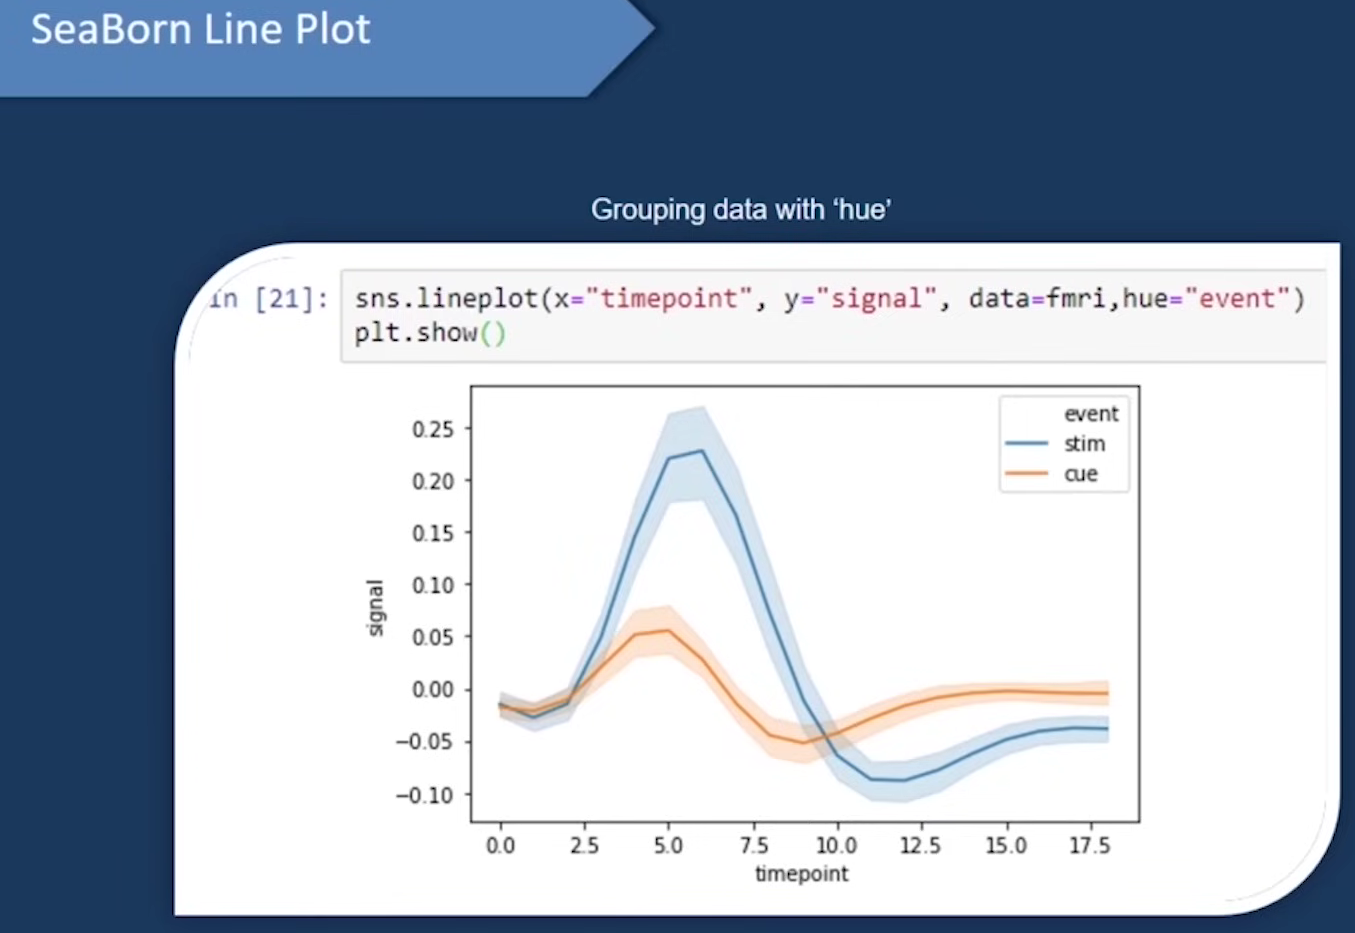 SeaBorn Line Plot
Grouping data with ‘hue’
In [21]: sns.lineplot(x="timepoint", y="signal", data=fmri,hue="event")
plt.show()
event
stim
cue
0.25
0.20
0.15
0.10
0.05
0.00
−0.05
−0.10
signal
0.0 2.5 5.0 7.5 10.0 12.5 15.0 17.5
timepoint